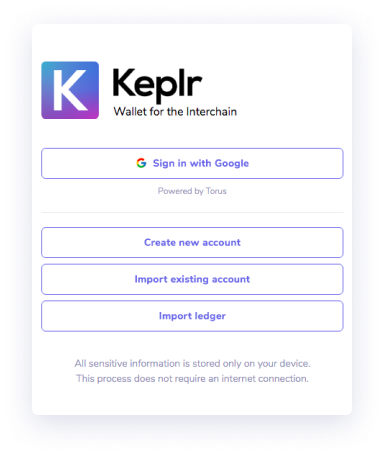 K Keplr
Wallet for the Interchain
Sign in with Google
Powered by Torus
Create new account
Import existing account
Import ledger
All sensitive information is stored only on your device.
This process does not require an internet connection.